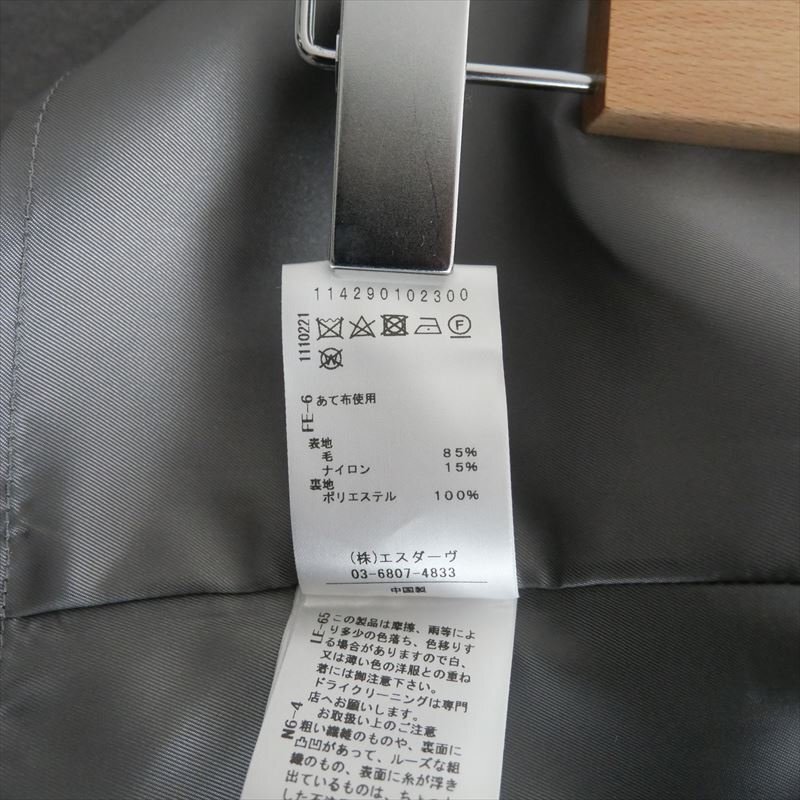 114290102300
1110221
F
W
FE-6
あて布使用
表地
毛 85%
ナイロン 15%
裏地
ポリエステル 100%
(株)エスダーヴ
03-6807-4833
中国製
LE-65
この製品は摩擦、雨等によ
り多少の色落ち、色移りす
る場合がありますので白、
又は薄い色の洋服との重ね
着には御注意下さい。
ドライクリーニングは専門
店へお願いします。
N6-4
お取扱い上のご注意
粗い繊維のものや、裏面に
凸凹があって、ルーズな組
織のもの、表面に糸が浮き
出ているものは、ちょっ